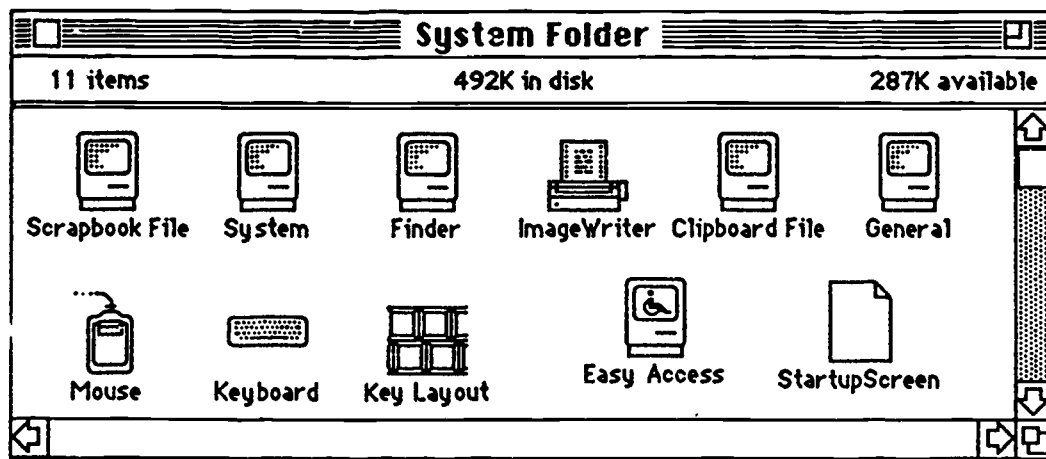 System Folder
11 items 492K in disk 287K available
Scrapbook File System Finder ImageWriter Clipboard File General
Mouse Keyboard Key Layout Easy Access StartupScreen